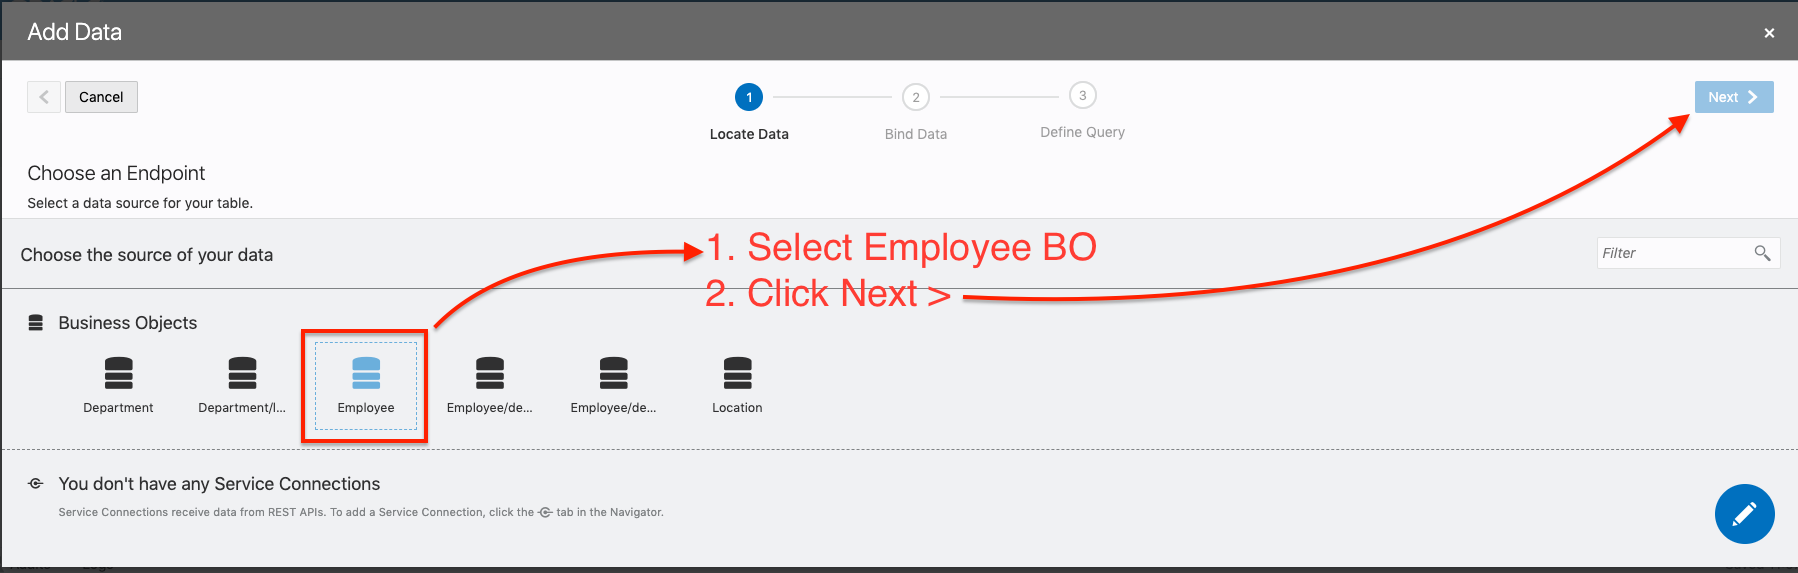 Add Data
×
Cancel
1
2
3
Next
Locate Data
Bind Data
Define Query
Choose an Endpoint
Select a data source for your table.
Choose the source of your data
1. Select Employee BO
Filter
2. Click Next >
Business Objects
Department
Department/l...
Employee
Employee/de...
Employee/de...
Location
You don't have any Service Connections
Service Connections receive data from REST APIs. To add a Service Connection, click the tab in the Navigator.